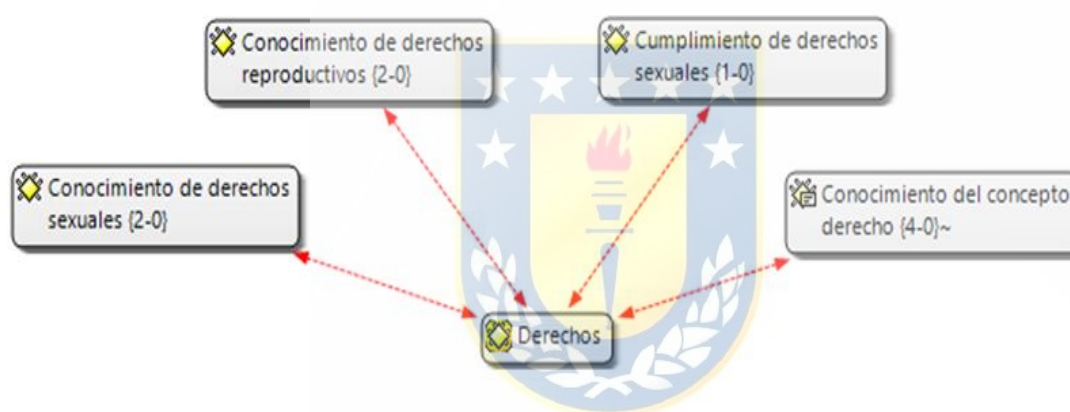 Conocimiento de derechos
reproductivos {2-0}
Cumplimiento de derechos
sexuales {1-0}
Conocimiento de derechos
sexuales {2-0}
Conocimiento del concepto
derecho {4-0}~
Derechos